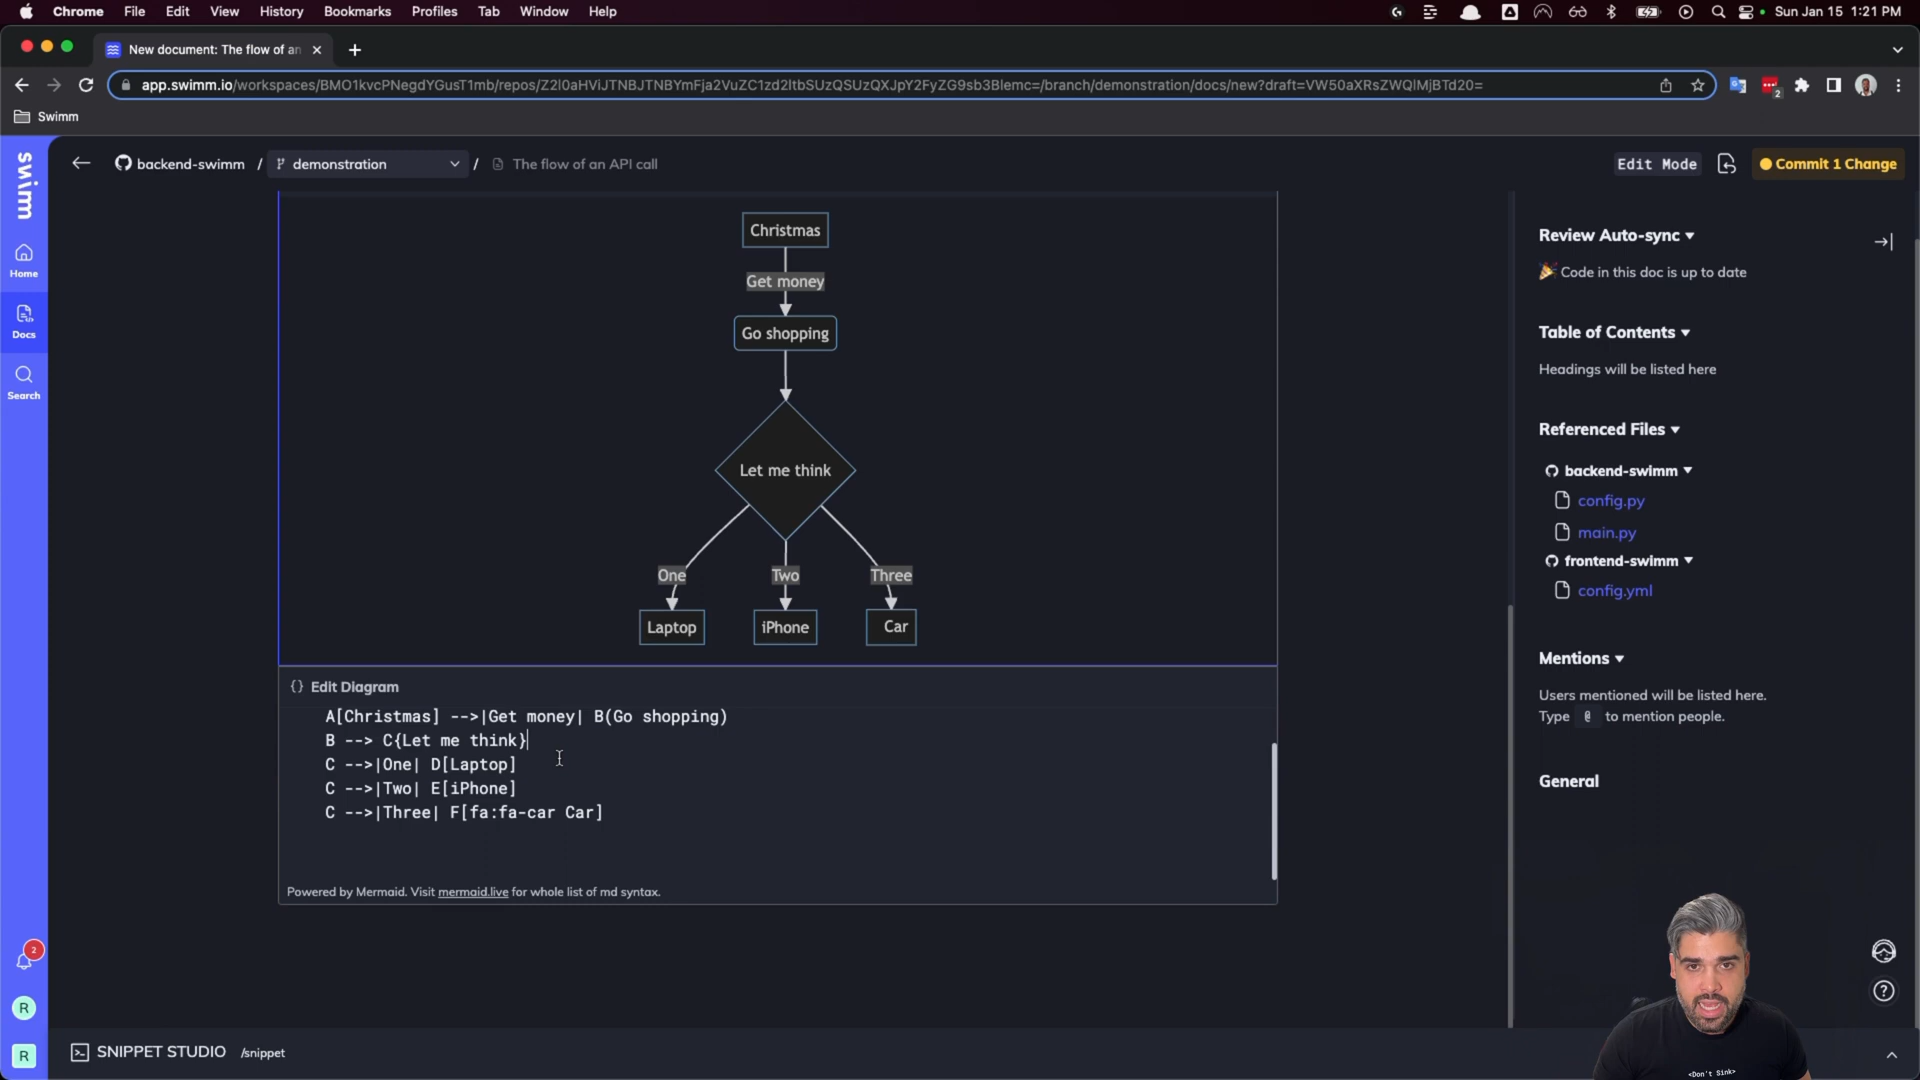 Chrome File Edit View History Bookmarks Profiles Tab Window Help
Sun Jan 15 1:21 PM
New document: The flow of an
app.swimm.io/workspaces/BMO1kvcPNegdYGusT1mb/repos/Z2l0aHViJTNBJTNBYmFja2VuZC1zd2ltbSUzQSUzQXJpY2FyZG9sb3Blemc=/branch/demonstration/docs/new?draft=VW50aXRsZWQlMjBTd20=
2
Swimm
swimm
backend-swimm / demonstration / The flow of an API call
Edit Mode
Commit 1 Change
Home
Docs
Search
2
R
R
Christmas
Get money
Go shopping
Let me think
One Two Three
Laptop iPhone Car
{} Edit Diagram
A[Christmas] -->|Get money| B(Go shopping)
B --> C{Let me think}
C -->|One| D[Laptop]
C -->|Two| E[iPhone]
C -->|Three| F[fa:fa-car Car]
Powered by Mermaid. Visit mermaid.live for whole list of md syntax.
Review Auto-sync
Code in this doc is up to date
Table of Contents
Headings will be listed here
Referenced Files
backend-swimm
config.py
main.py
frontend-swimm
config.yml
Mentions
Users mentioned will be listed here.
Type @ to mention people.
General
SNIPPET STUDIO /snippet
<Don't Sink>